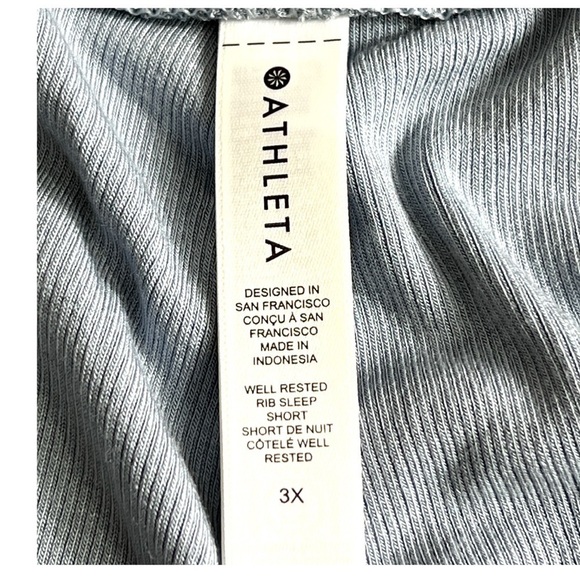 ATHLETA
DESIGNED IN
SAN FRANCISCO
CONÇU À SAN
FRANCISCO
MADE IN
INDONESIA
WELL RESTED
RIB SLEEP
SHORT
SHORT DE NUIT
CÔTELÉ WELL
RESTED
3X